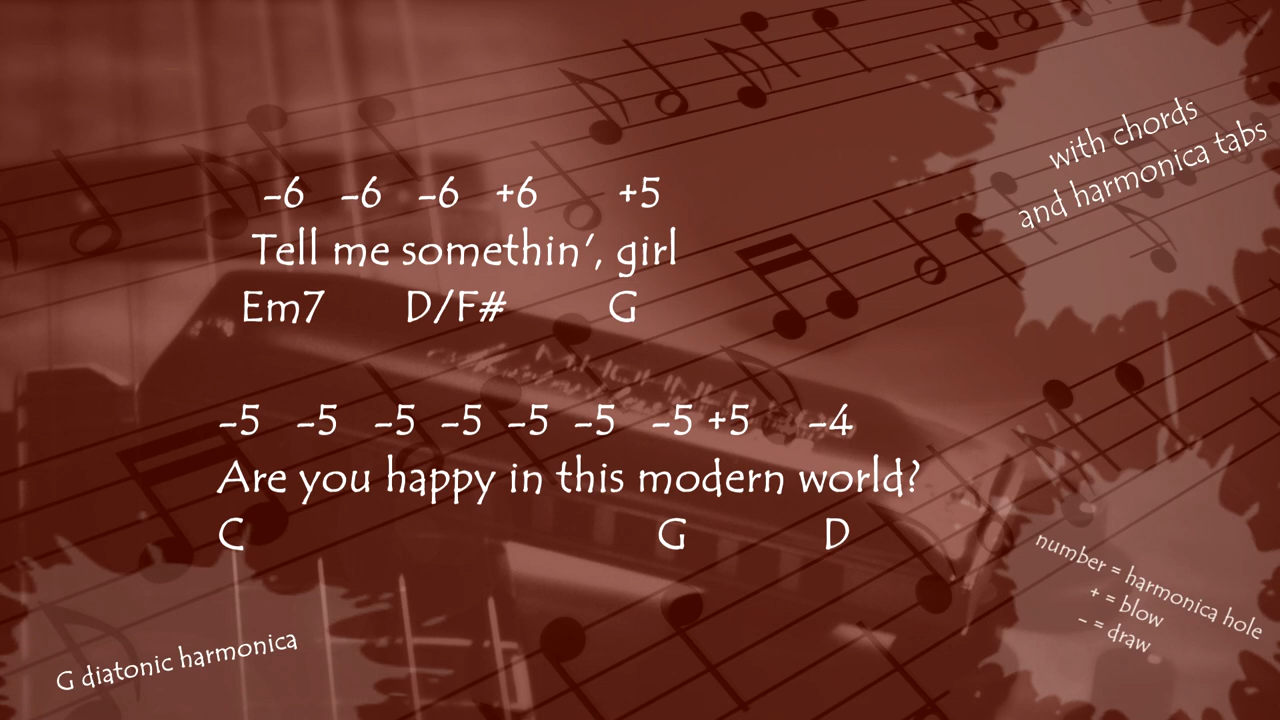 with chords
and harmonica tabs
-6 -6 -6 +6 +5
Tell me somethin', girl
Em7 D/F# G
-5 -5 -5 -5 -5 -5 -5 +5 -4
Are you happy in this modern world?
C G D
number = harmonica hole
+ = blow
- = draw
G diatonic harmonica